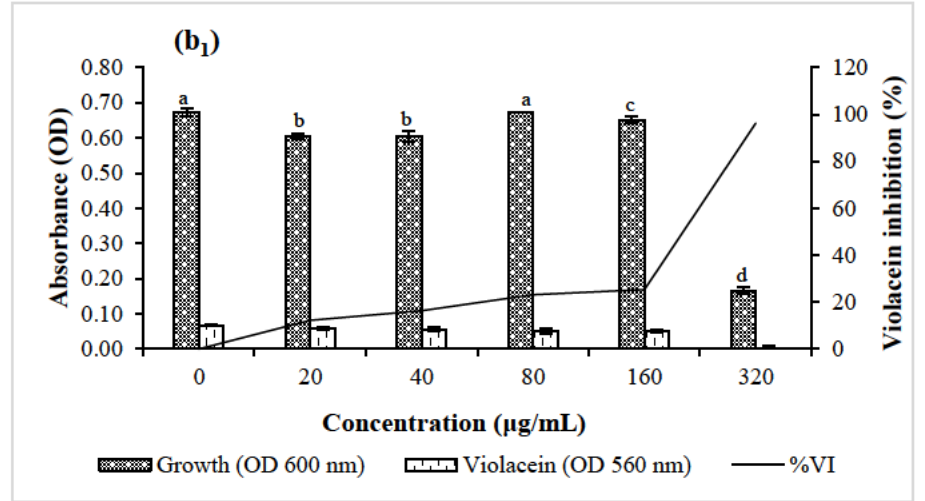 (b1)
Absorbance (OD)
0.80
0.70
0.60
0.50
0.40
0.30
0.20
0.10
0.00
a
b
b
a
c
d
120
100
80
60
40
20
0
Violacein inhibition (%)
0 20 40 80 160 320
Concentration (µg/mL)
Growth (OD 600 nm) Violacein (OD 560 nm) %VI